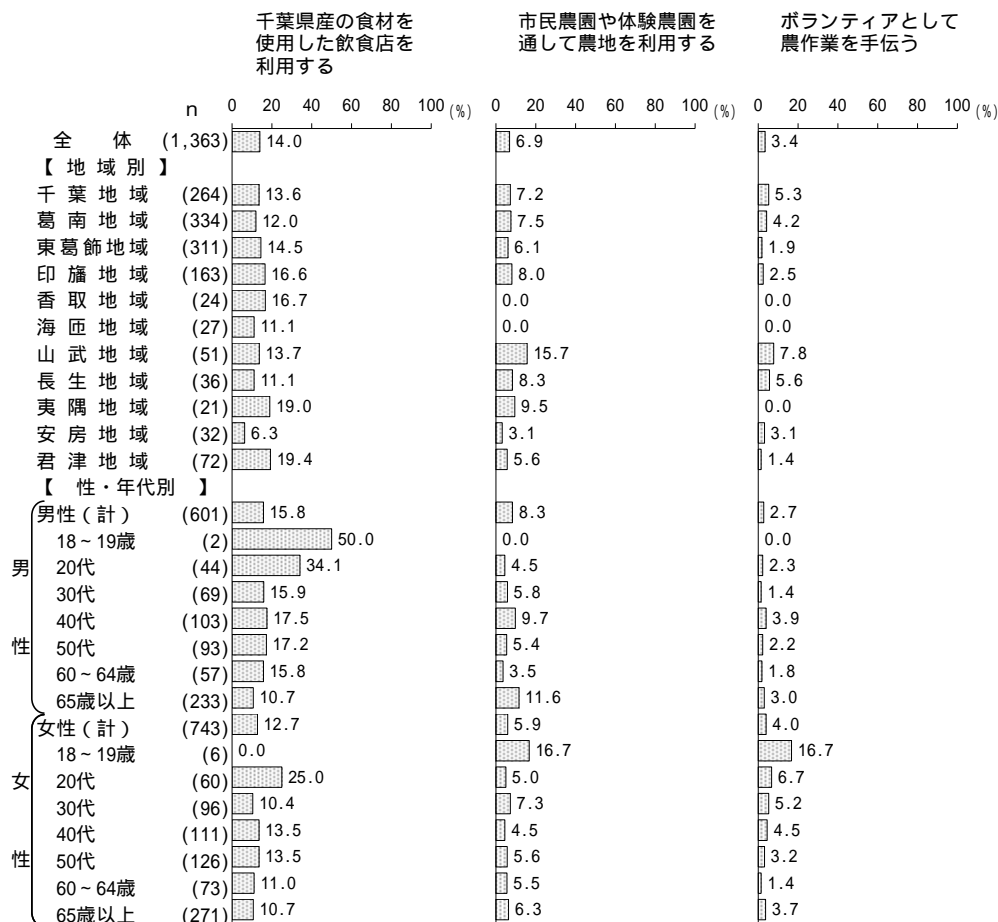 千葉県産の食材を
使用した飲食店を
利用する
市民農園や体験農園を
通して農地を利用する
ボランティアとして
農作業を手伝う
n 0 20 40 60 80 100 (%) 0 20 40 60 80 100 (%) 0 20 40 60 80 100 (%)
全 体 (1,363) 14.0 6.9 3.4
【 地 域 別 】
千 葉 地 域 (264) 13.6 7.2 5.3
葛 南 地 域 (334) 12.0 7.5 4.2
東葛飾地域 (311) 14.5 6.1 1.9
印 旛 地 域 (163) 16.6 8.0 2.5
香 取 地 域 (24) 16.7 0.0 0.0
海 匝 地 域 (27) 11.1 0.0 0.0
山 武 地 域 (51) 13.7 15.7 7.8
長 生 地 域 (36) 11.1 8.3 5.6
夷 隅 地 域 (21) 19.0 9.5 0.0
安 房 地 域 (32) 6.3 3.1 3.1
君 津 地 域 (72) 19.4 5.6 1.4
【 性・年代別 】
男性(計) (601) 15.8 8.3 2.7
18~19歳 (2) 50.0 0.0 0.0
男 20代 (44) 34.1 4.5 2.3
30代 (69) 15.9 5.8 1.4
40代 (103) 17.5 9.7 3.9
性 50代 (93) 17.2 5.4 2.2
60~64歳 (57) 15.8 3.5 1.8
65歳以上 (233) 10.7 11.6 3.0
女性(計) (743) 12.7 5.9 4.0
18~19歳 (6) 0.0 16.7 16.7
女 20代 (60) 25.0 5.0 6.7
30代 (96) 10.4 7.3 5.2
40代 (111) 13.5 4.5 4.5
性 50代 (126) 13.5 5.6 3.2
60~64歳 (73) 11.0 5.5 1.4
65歳以上 (271) 10.7 6.3 3.7